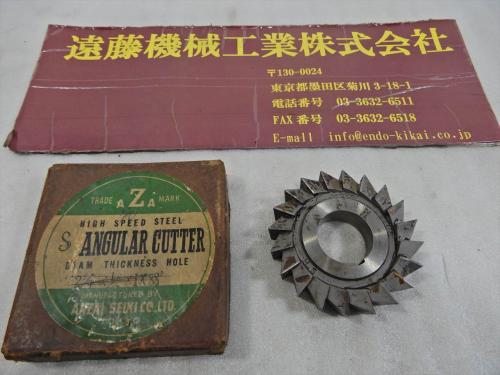 遠藤機械工業株式会社
〒130-0024
東京都墨田区菊川 3-18-1
電話番号 03-3632-6511
FAX 番号 03-3632-6518
E-mail info@endo-kikai.co.jp
TRADE AZA MARK
HIGH SPEED STEEL
S ANGULAR CUTTER
DIAM THICKNESS HOLE
MANUFACTURED BY
SEIKI CO. LTD.